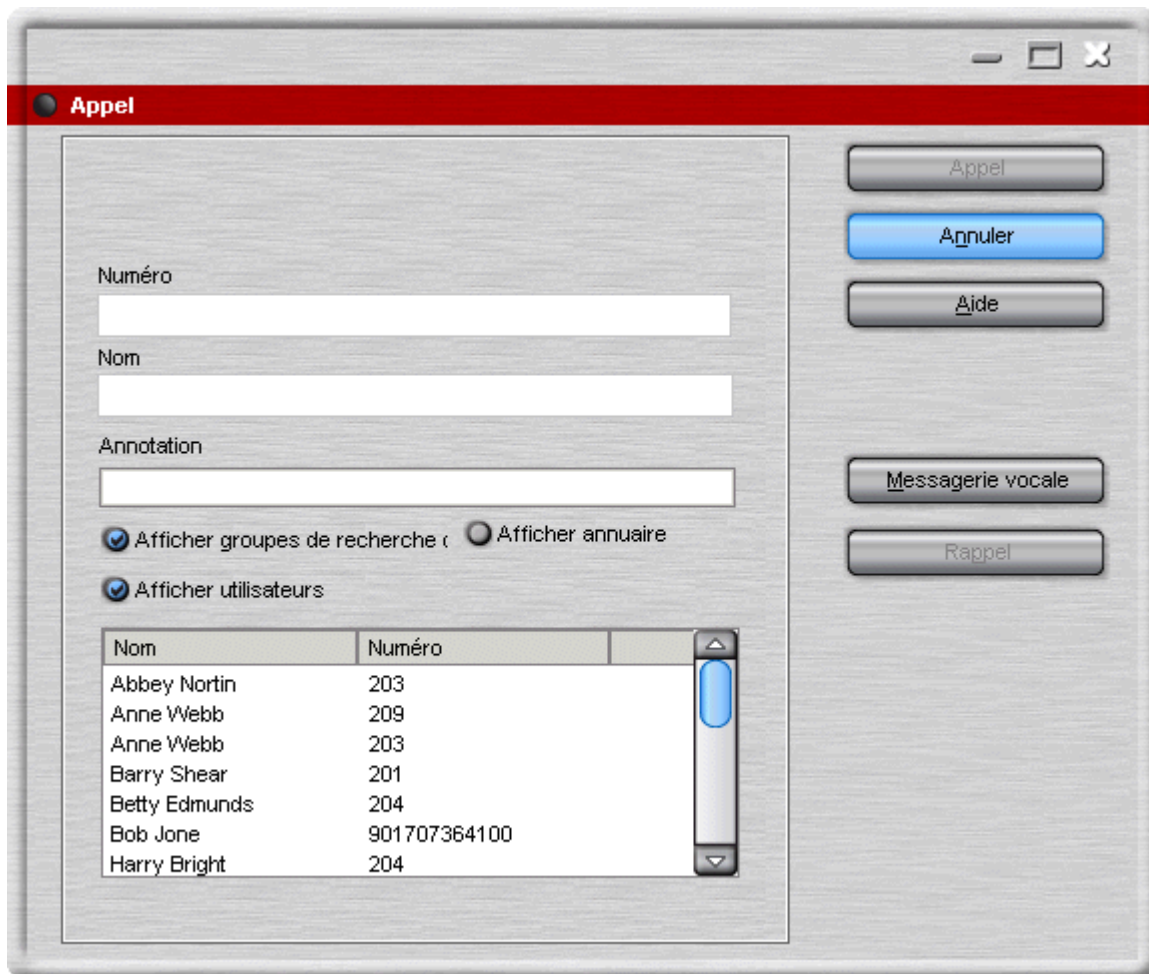 Appel
Appel
Annuler
Aide
Messagerie vocale
Rappel
Numéro
Nom
Annotation
Afficher groupes de recherche
Afficher annuaire
Afficher utilisateurs
Nom Numéro
Abbey Nortin 203
Anne Webb 209
Anne Webb 203
Barry Shear 201
Betty Edmunds 204
Bob Jone 901707364100
Harry Bright 204